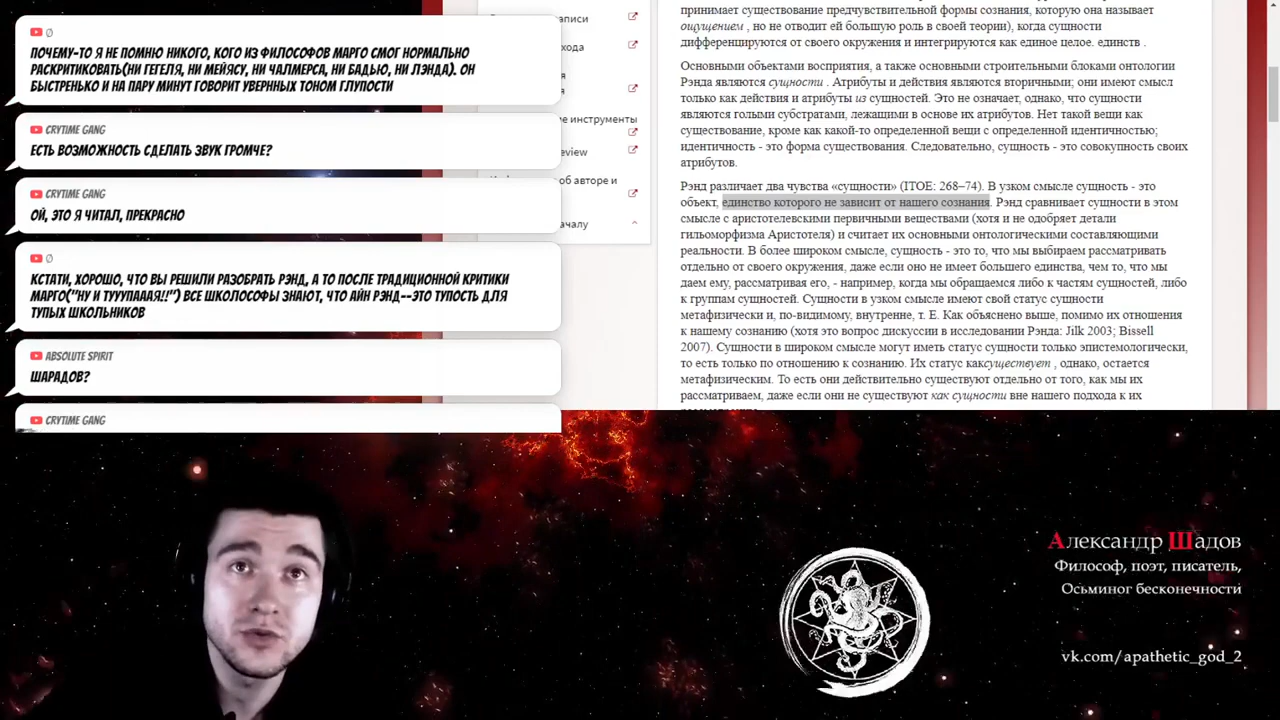 Ø
ПОЧЕМУ-ТО Я НЕ ПОМНЮ НИКОГО, КОГО ИЗ ФИЛОСОФОВ МАРГО СМОГ НОРМАЛЬНО
РАСКРИТИКОВАТЬ(НИ ГЕГЕЛЯ, НИ МЕЙЯСУ, НИ ЧАЛМЕРСА, НИ БАДЬЮ, НИ ЛЭНДА). ОН
БЫСТРЕНЬКО И НА ПАРУ МИНУТ ГОВОРИТ УВЕРННЫХ ТОНОМ ГЛУПОСТИ
CRYTIME GANG
ЕСТЬ ВОЗМОЖНОСТЬ СДЕЛАТЬ ЗВУК ГРОМЧЕ?
CRYTIME GANG
ОЙ, ЭТО Я ЧИТАЛ, ПРЕКРАСНО
Ø
КСТАТИ, ХОРОШО, ЧТО ВЫ РЕШИЛИ РАЗОБРАТЬ РЭНД, А ТО ПОСЛЕ ТРАДИЦИОННОЙ КРИТИКИ
МАРГО("НУ И ТУУУПАААЯ!!") ВСЕ ШКОЛОСОФЫ ЗНАЮТ, ЧТО АЙН РЭНД--ЭТО ТУПОСТЬ ДЛЯ
ТУПЫХ ШКОЛЬНИКОВ
ABSOLUTE SPIRIT
ШАРАДОВ?
CRYTIME GANG
аписи
хода
я
я
ие инструменты
eview
об авторе и
ачалу
принимает существование предчувствительной формы сознания, которую она называет
ощущением , но не отводит ей большую роль в своей теории), когда сущности
дифференцируются от своего окружения и интегрируются как единое целое. единств .
Основными объектами восприятия, а также основными строительными блоками онтологии
Рэнда являются сущности . Атрибуты и действия являются вторичными; они имеют смысл
только как действия и атрибуты из сущностей. Это не означает, однако, что сущности
являются голыми субстратами, лежащими в основе их атрибутов. Нет такой вещи как
существование, кроме как какой-то определенной вещи с определенной идентичностью;
идентичность - это форма существования. Следовательно, сущность - это совокупность своих
атрибутов.
Рэнд различает два чувства «сущности» (ITOE: 268–74). В узком смысле сущность - это
объект, единство которого не зависит от нашего сознания. Рэнд сравнивает сущности в этом
смысле с аристотелевскими первичными веществами (хотя и не одобряет детали
гильоморфизма Аристотеля) и считает их основными онтологическими составляющими
реальности. В более широком смысле, сущность - это то, что мы выбираем рассматривать
отдельно от своего окружения, даже если оно не имеет большего единства, чем то, что мы
даем ему, рассматривая его, - например, когда мы обращаемся либо к частям сущностей, либо
к группам сущностей. Сущности в узком смысле имеют свой статус сущности
метафизически и, по-видимому, внутренне, т. Е. Как объяснено выше, помимо их отношения
к нашему сознанию (хотя это вопрос дискуссии в исследовании Рэнда: Jilk 2003; Bissell
2007). Сущности в широком смысле могут иметь статус сущности только эпистемологически,
то есть только по отношению к сознанию. Их статус каксуществует , однако, остается
метафизическим. То есть они действительно существуют отдельно от того, как мы их
рассматриваем, даже если они не существуют как сущности вне нашего подхода к их
Александр Шадов
Философ, поэт, писатель,
Осьминог бесконечности
vk.com/apathetic_god_2